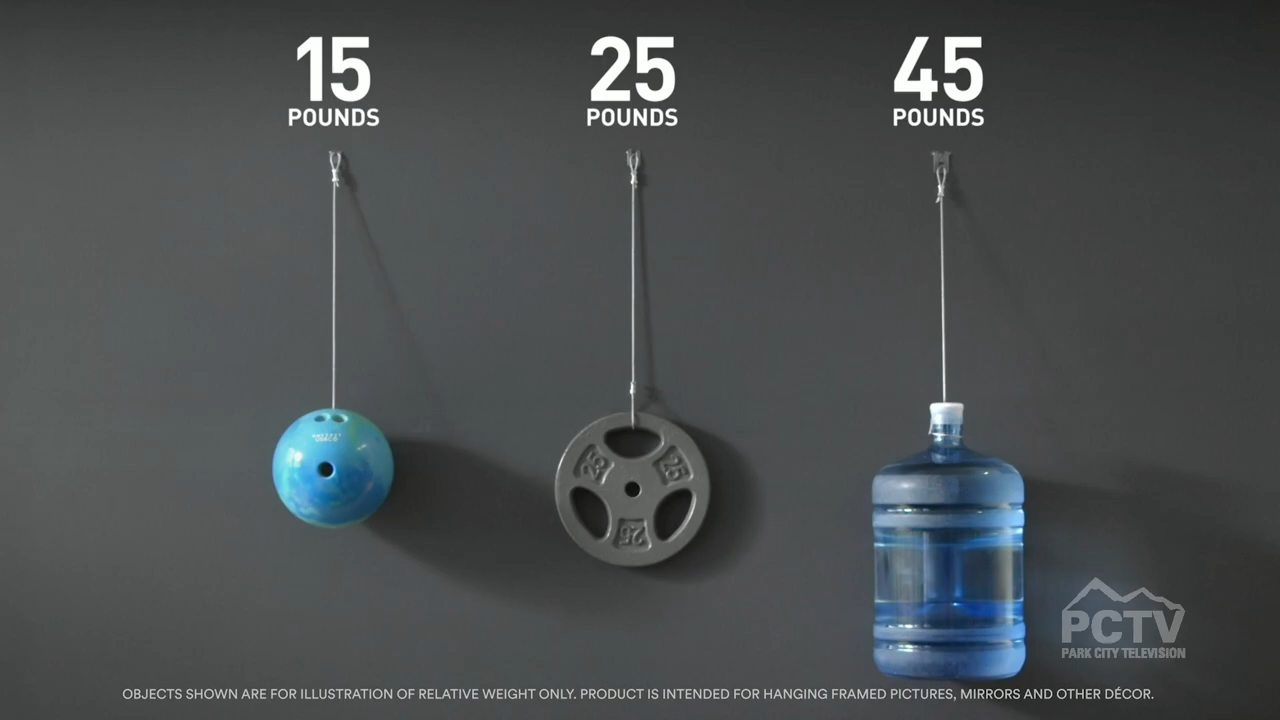 15
POUNDS
25
POUNDS
45
POUNDS
25
25
25
PCTV
PARK CITY TELEVISION
OBJECTS SHOWN ARE FOR ILLUSTRATION OF RELATIVE WEIGHT ONLY. PRODUCT IS INTENDED FOR HANGING FRAMED PICTURES, MIRRORS AND OTHER DÉCOR.